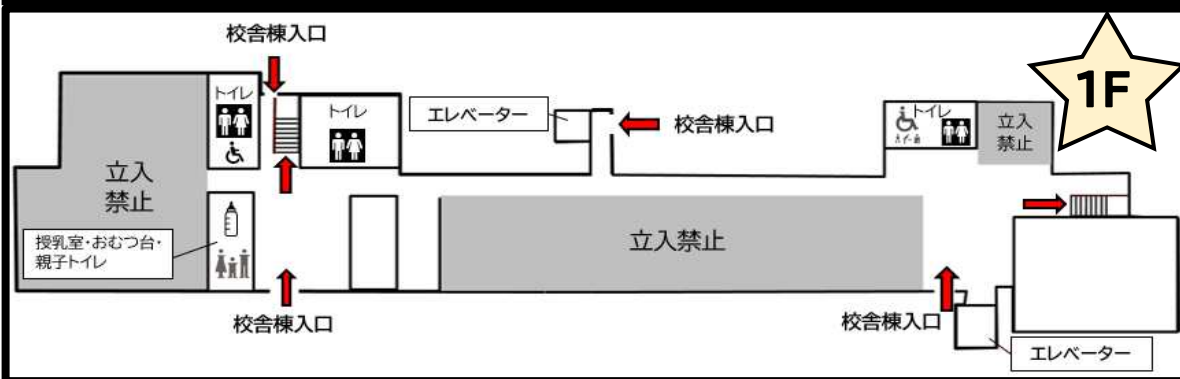 校舎棟入口
1F
トイレ
トイレ
エレベーター
校舎棟入口
トイレ
立入
禁止
立入
禁止
授乳室・おむつ台・
親子トイレ
立入禁止
校舎棟入口
校舎棟入口
エレベーター